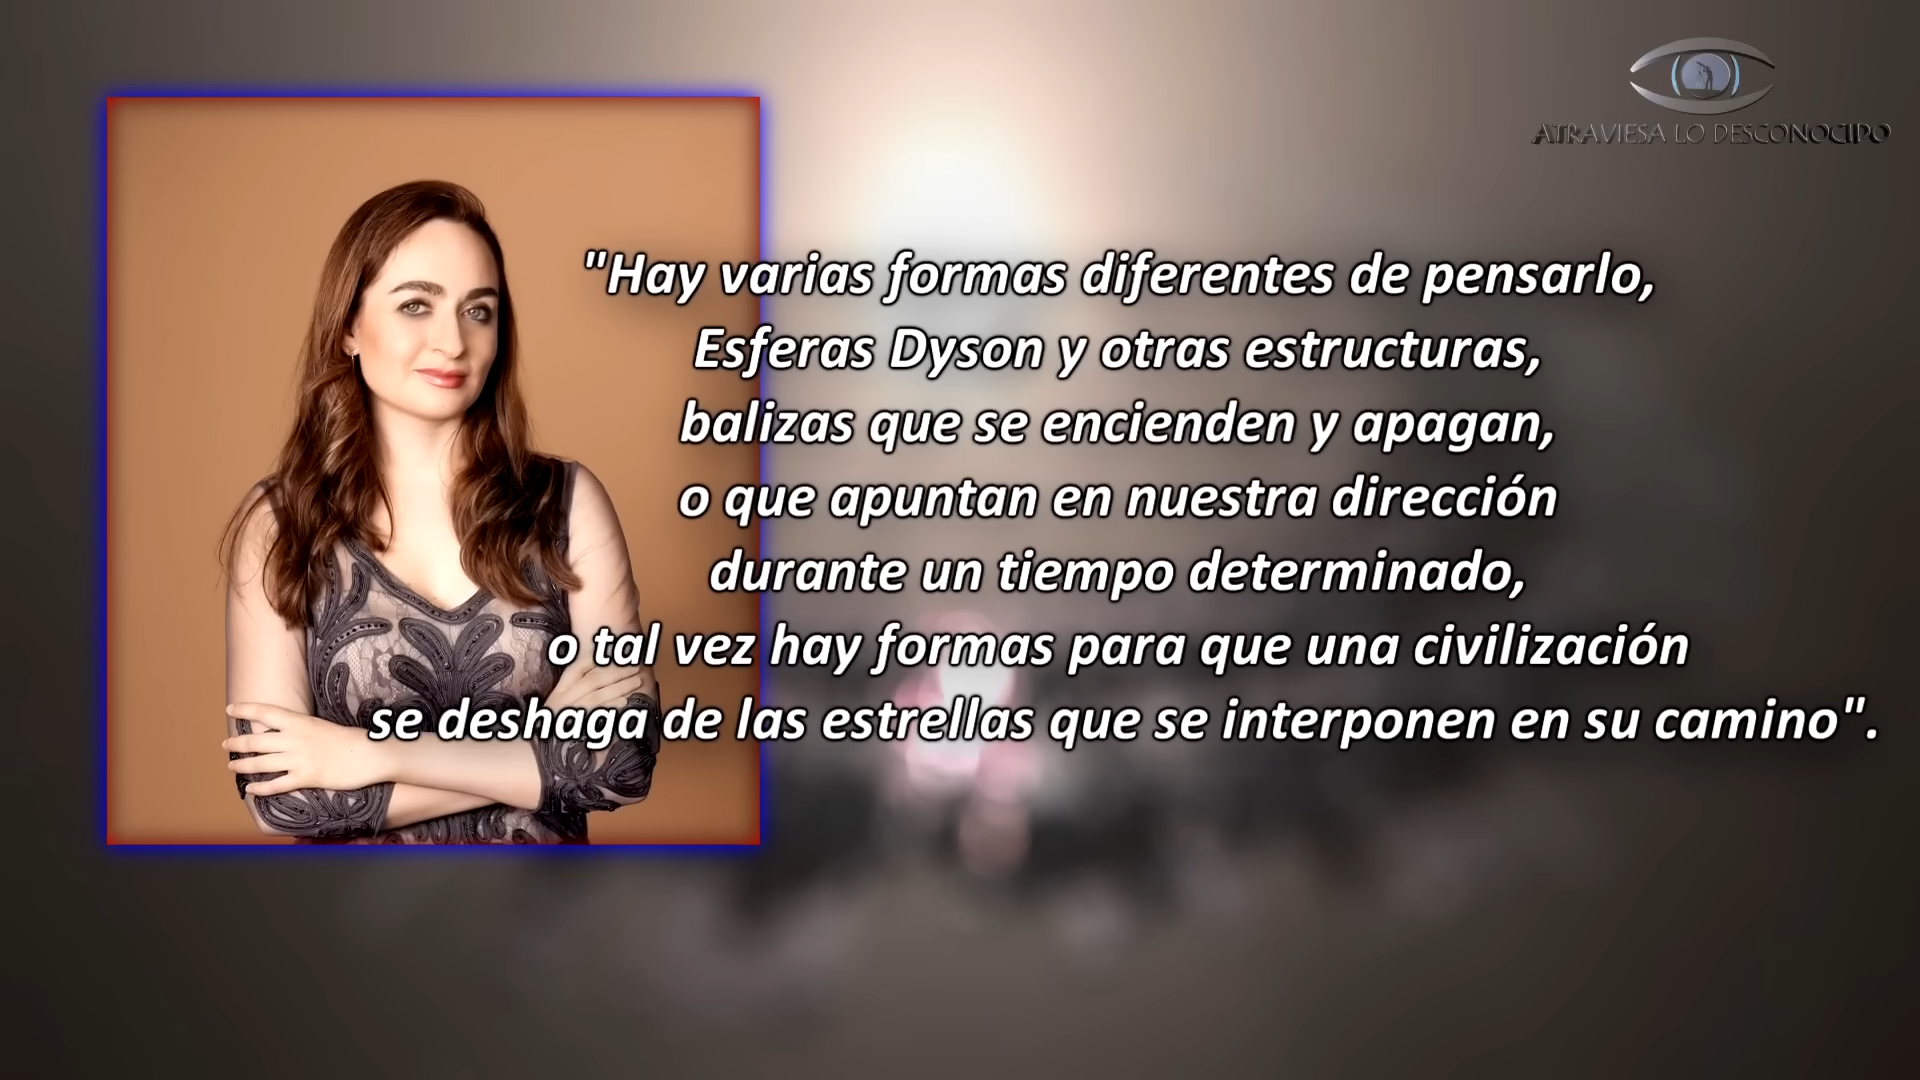 ATRAVIESA LO DESCONOCIDO
"Hay varias formas diferentes de pensarlo,
Esferas Dyson y otras estructuras,
balizas que se encienden y apagan,
o que apuntan en nuestra dirección
durante un tiempo determinado,
o tal vez hay formas para que una civilización
se deshaga de las estrellas que se interponen en su camino".